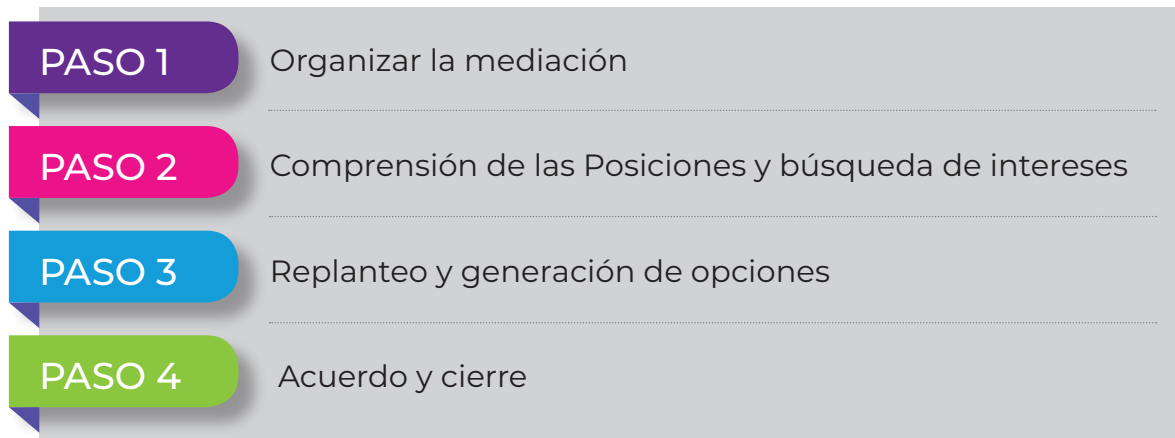 PASO 1
Organizar la mediación
PASO 2
Comprensión de las Posiciones y búsqueda de intereses
PASO 3
Replanteo y generación de opciones
PASO 4
Acuerdo y cierre